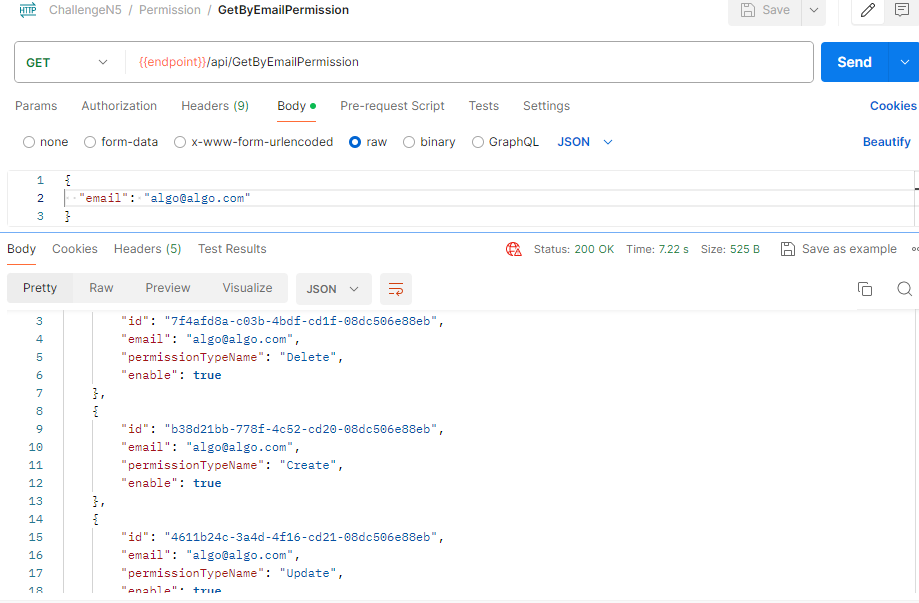 HTTP ChallengeN5 / Permission / GetByEmailPermission Save
GET {{endpoint}}/api/GetByEmailPermission Send
Params Authorization Headers (9) Body Pre-request Script Tests Settings Cookies
none form-data x-www-form-urlencoded raw binary GraphQL JSON Beautify
1 {
2 "email": "algo@algo.com"
3 }
Body Cookies Headers (5) Test Results Status: 200 OK Time: 7.22 s Size: 525 B Save as example
Pretty Raw Preview Visualize JSON
3 "id": "7f4afd8a-c03b-4bdf-cd1f-08dc506e88eb",
4 "email": "algo@algo.com",
5 "permissionTypeName": "Delete",
6 "enable": true
7 },
8 {
9 "id": "b38d21bb-778f-4c52-cd20-08dc506e88eb",
10 "email": "algo@algo.com",
11 "permissionTypeName": "Create",
12 "enable": true
13 },
14 {
15 "id": "4611b24c-3a4d-4f16-cd21-08dc506e88eb",
16 "email": "algo@algo.com",
17 "permissionTypeName": "Update",
18 "enable": true